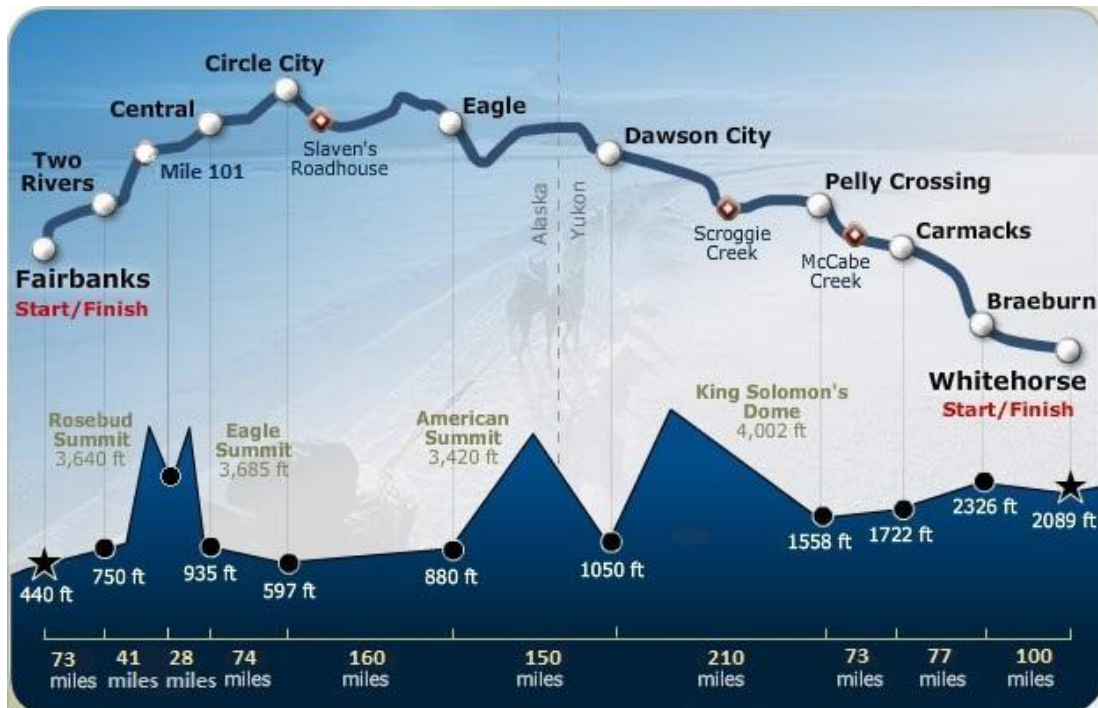 Circle City
Central
Eagle
Slaven's
Roadhouse
Two
Rivers
Mile 101
Dawson City
Pelly Crossing
Alaska
Yukon
Scroggie
Creek
McCabe
Creek
Carmacks
Fairbanks
Start/Finish
Braeburn
Whitehorse
Start/Finish
Rosebud
Summit
3,640 ft
Eagle
Summit
3,685 ft
American
Summit
3,420 ft
King Solomon's
Dome
4,002 ft
440 ft
750 ft
935 ft
597 ft
880 ft
1050 ft
1558 ft
1722 ft
2326 ft
2089 ft
73
miles
41
miles
28
miles
74
miles
160
miles
150
miles
210
miles
73
miles
77
miles
100
miles